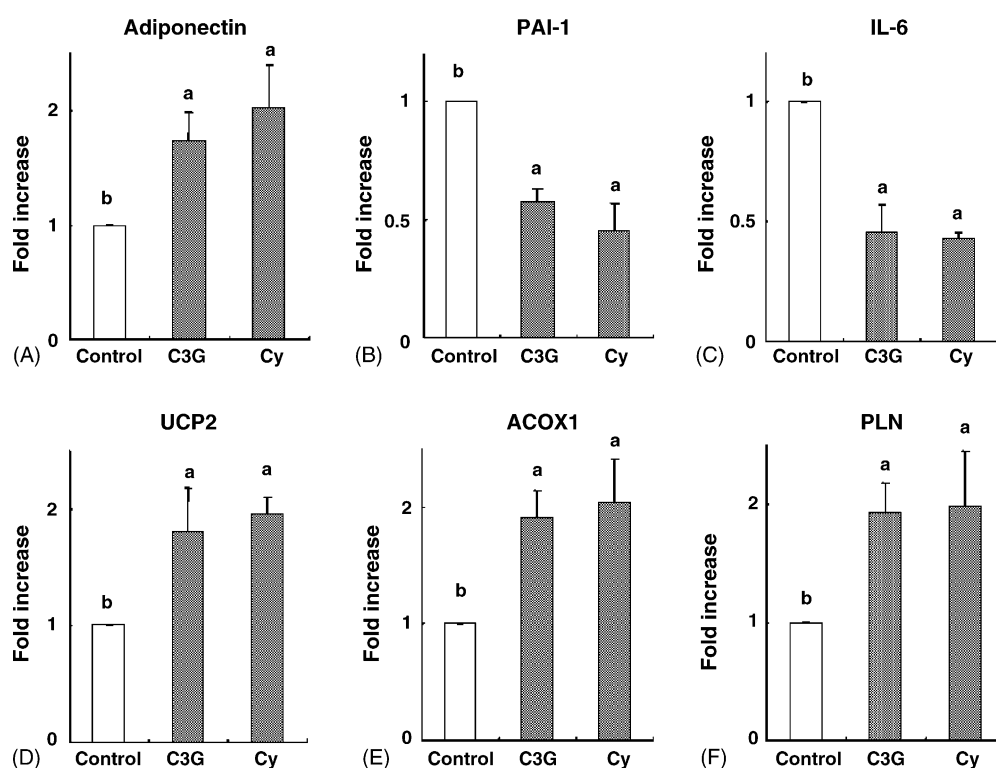 Adiponectin
a
a
2
b
1
0
Fold increase
(A) Control C3G Cy
PAI-1
b
1
a
a
0.5
0
Fold increase
(B) Control C3G Cy
IL-6
b
1
a
a
0.5
0
Fold increase
(C) Control C3G Cy
UCP2
a
a
2
b
1
0
Fold increase
(D) Control C3G Cy
ACOX1
a
a
2
b
1
0
Fold increase
(E) Control C3G Cy
PLN
a
a
2
b
1
0
Fold increase
(F) Control C3G Cy